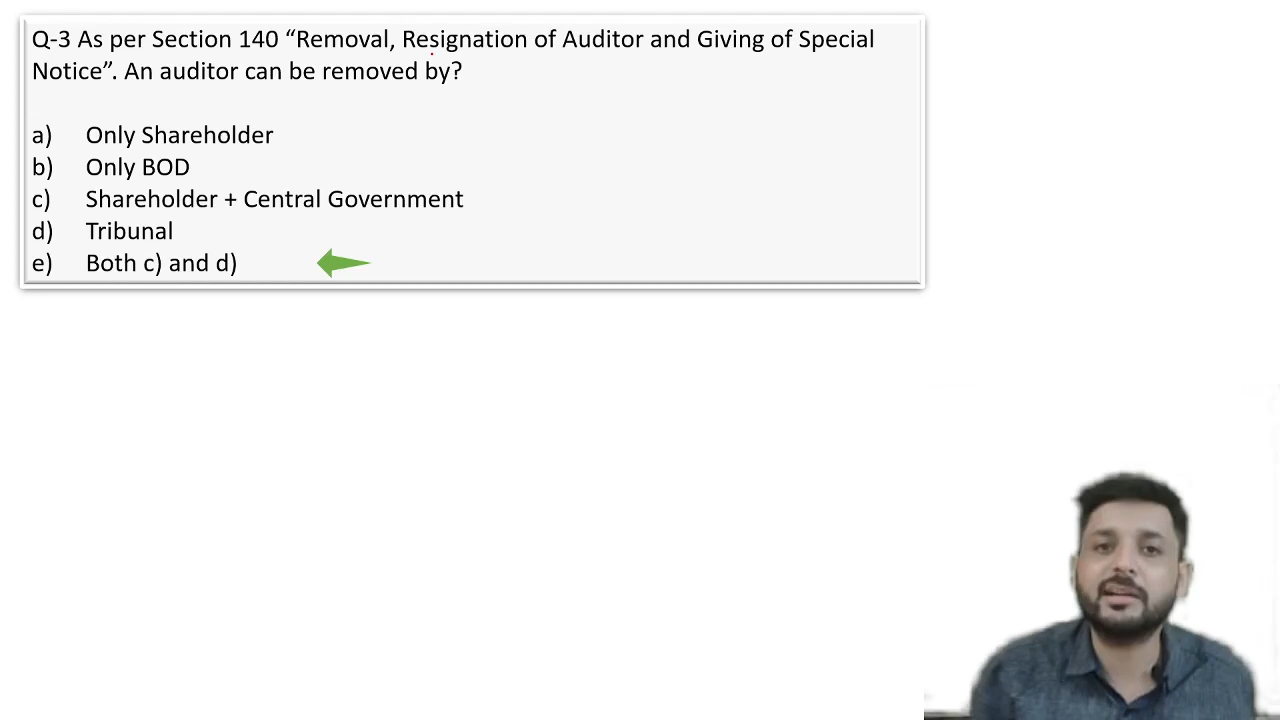 Q-3 As per Section 140 “Removal, Resignation of Auditor and Giving of Special
Notice”. An auditor can be removed by?
a) Only Shareholder
b) Only BOD
c) Shareholder + Central Government
d) Tribunal
e) Both c) and d)